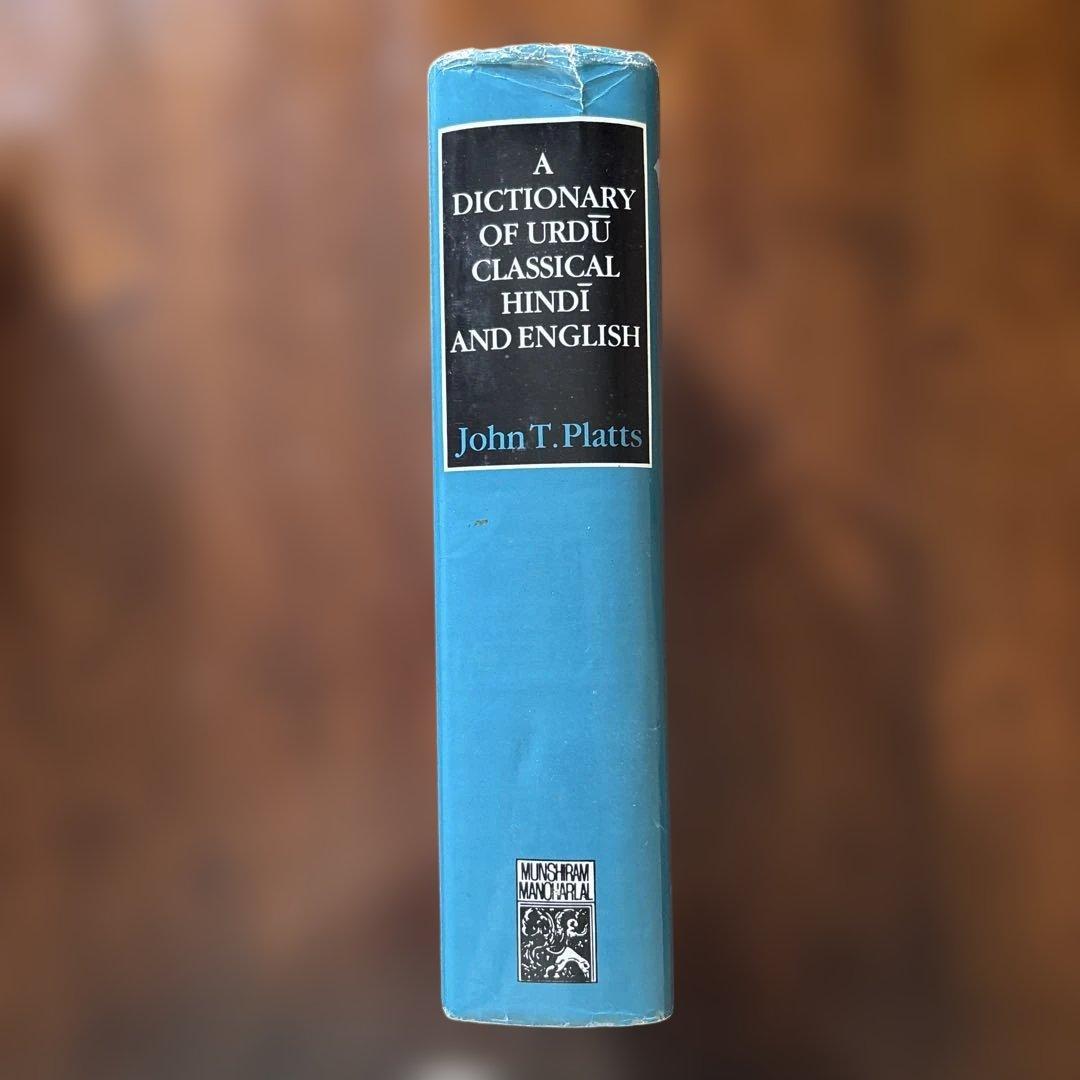 A
DICTIONARY
OF URDŪ
CLASSICAL
HINDĪ
AND ENGLISH
John T. Platts
MUNSHIRAM
MANOHARLAL